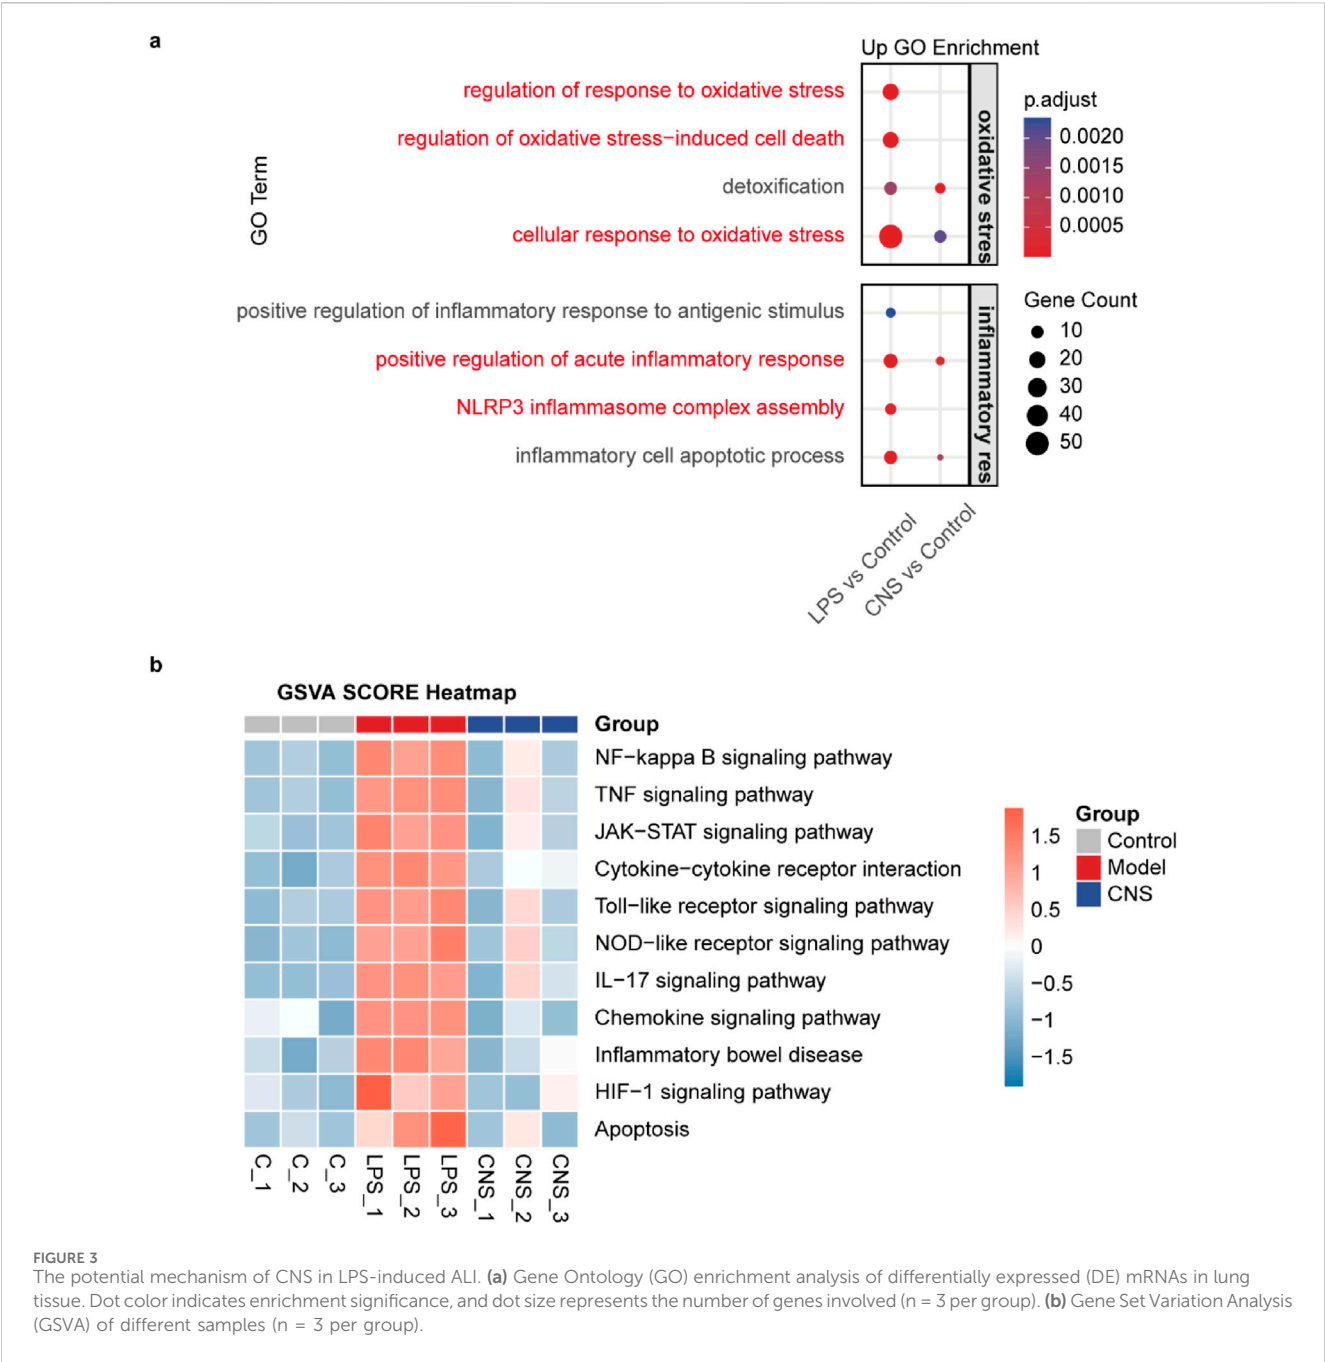 a
Up GO Enrichment
GO Term
regulation of response to oxidative stress
regulation of oxidative stress−induced cell death
detoxification
cellular response to oxidative stress
oxidative stres
positive regulation of inflammatory response to antigenic stimulus
positive regulation of acute inflammatory response
NLRP3 inflammasome complex assembly
inflammatory cell apoptotic process
inflammatory res
LPS vs Control
CNS vs Control
p.adjust
0.0020
0.0015
0.0010
0.0005
Gene Count
10
20
30
40
50
b
GSVA SCORE Heatmap
Group
NF−kappa B signaling pathway
TNF signaling pathway
JAK−STAT signaling pathway
Cytokine−cytokine receptor interaction
Toll−like receptor signaling pathway
NOD−like receptor signaling pathway
IL−17 signaling pathway
Chemokine signaling pathway
Inflammatory bowel disease
HIF−1 signaling pathway
Apoptosis
C_1
C_2
C_3
LPS_1
LPS_2
LPS_3
CNS_1
CNS_2
CNS_3
1.5
1
0.5
0
−0.5
−1
−1.5
Group
Control
Model
CNS
FIGURE 3
The potential mechanism of CNS in LPS-induced ALI. (a) Gene Ontology (GO) enrichment analysis of differentially expressed (DE) mRNAs in lung
tissue. Dot color indicates enrichment significance, and dot size represents the number of genes involved (n = 3 per group). (b) Gene Set Variation Analysis
(GSVA) of different samples (n = 3 per group).